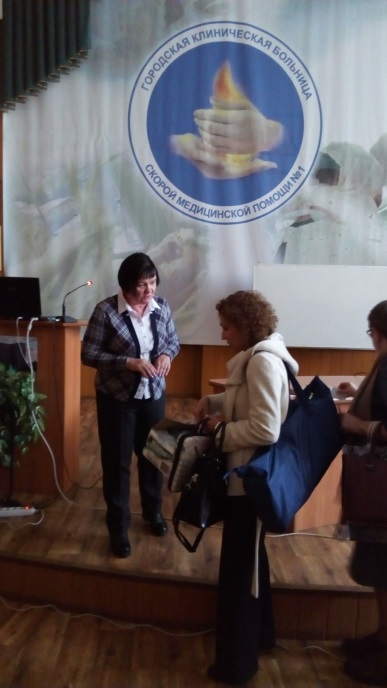 ГОРОДСКАЯ КЛИНИЧЕСКАЯ БОЛЬНИЦА
СКОРОЙ МЕДИЦИНСКОЙ ПОМОЩИ №1